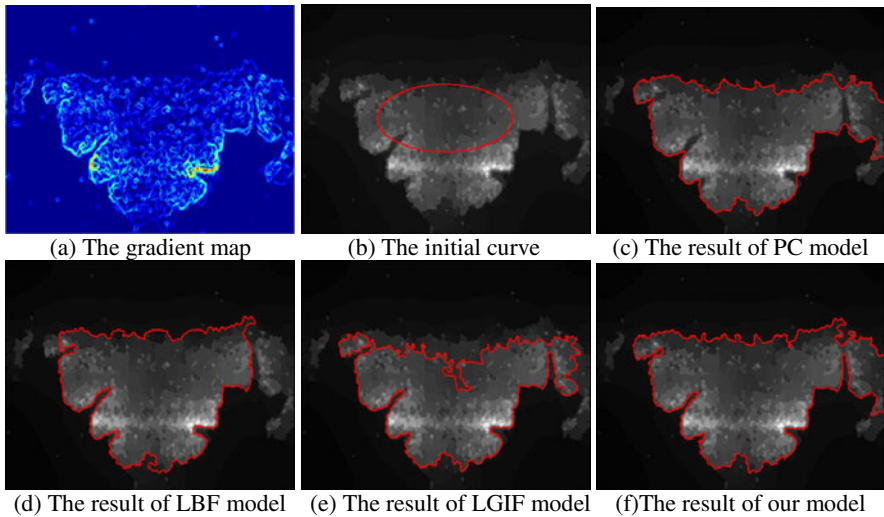 (a) The gradient map
(b) The initial curve
(c) The result of PC model
(d) The result of LBF model
(e) The result of LGIF model
(f)The result of our model